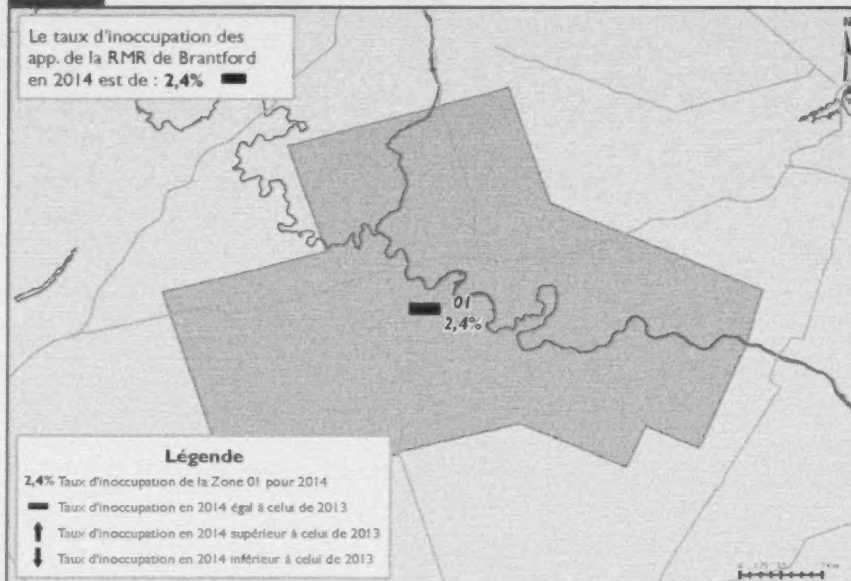 Le taux d'inoccupation des
app. de la RMR de Brantford
en 2014 est de : 2,4%
N
01
2,4%
Légende
2,4% Taux d'inoccupation de la Zone 01 pour 2014
Taux d'inoccupation en 2014 égal à celui de 2013
Taux d'inoccupation en 2014 supérieur à celui de 2013
Taux d'inoccupation en 2014 inférieur à celui de 2013